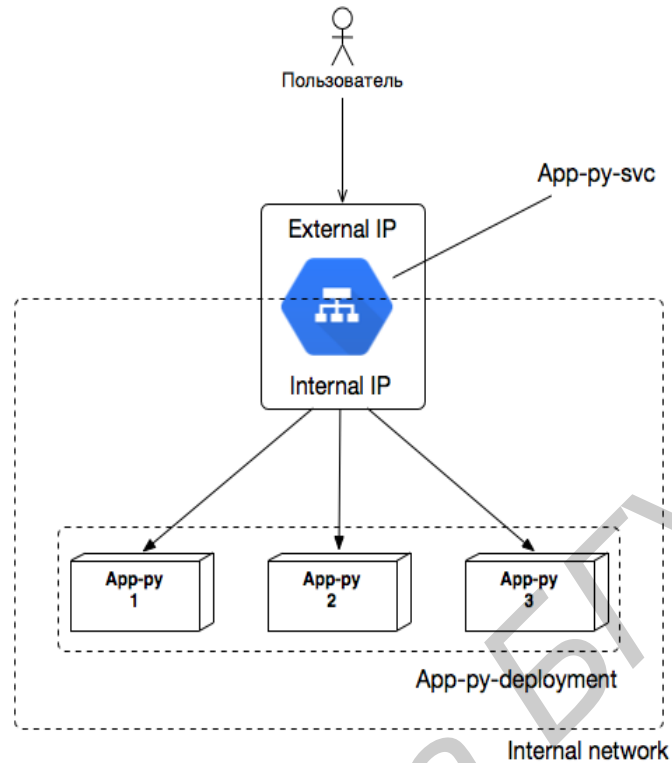 Пользователь
App-py-svc
External IP
Internal IP
App-py
1
App-py
2
App-py
3
App-py-deployment
Internal network
БГУ